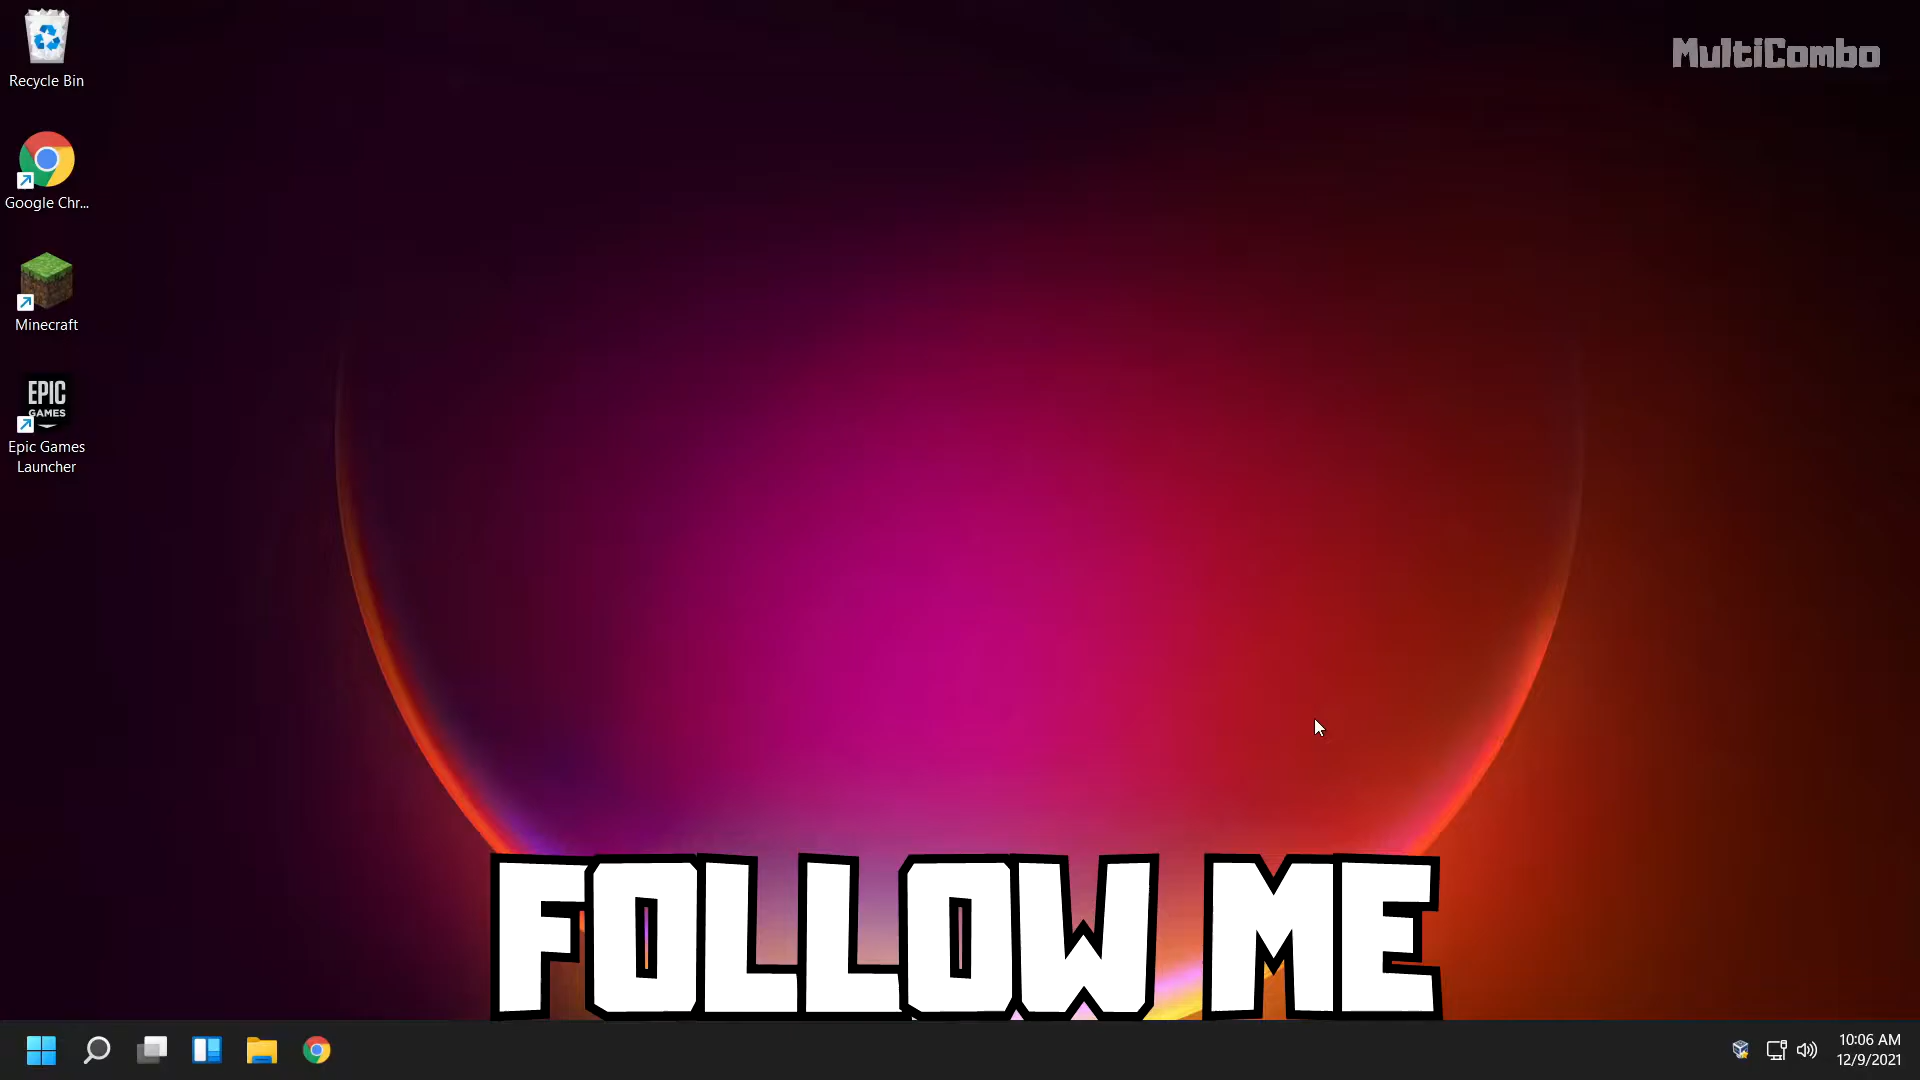 MultiCombo
Recycle Bin
Google Chr...
Minecraft
EPIC
GAMES
Epic Games
Launcher
FOLLOW ME
10:06 AM
12/9/2021